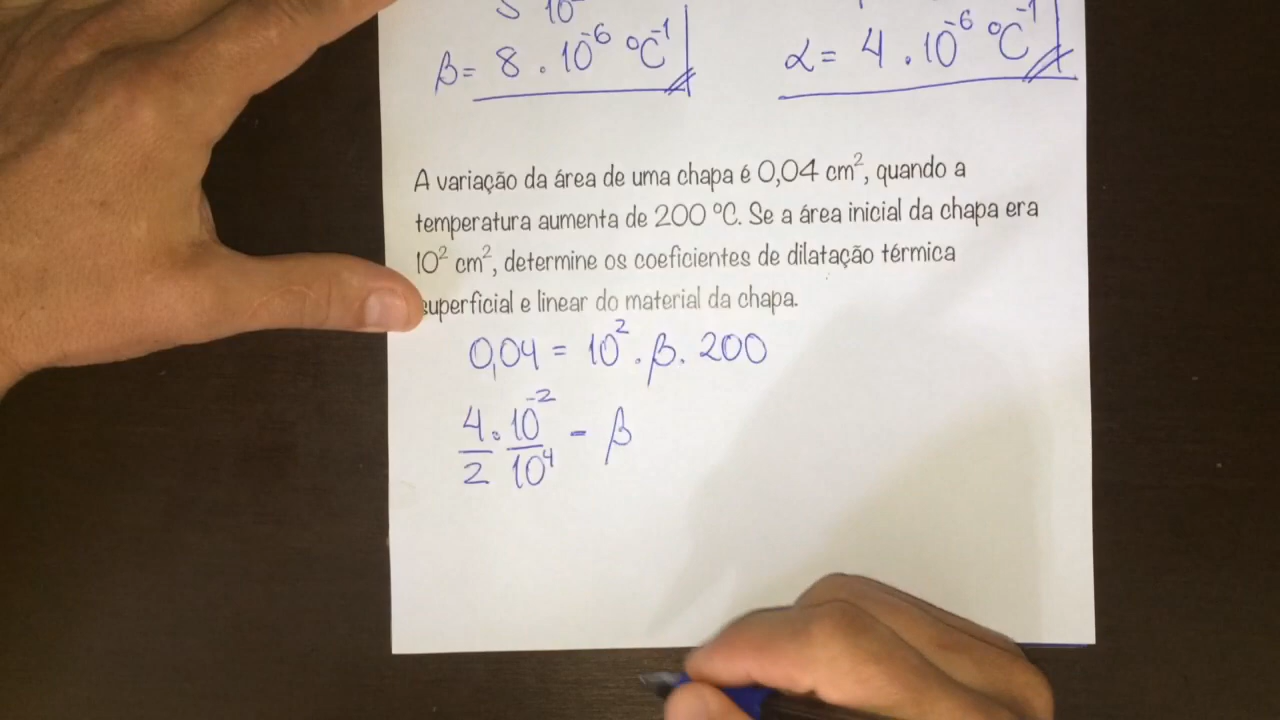 β= 8 . 10⁻⁶ °C⁻¹ α= 4 . 10⁻⁶ °C⁻¹
A variação da área de uma chapa é 0,04 cm², quando a
temperatura aumenta de 200 ºC. Se a área inicial da chapa era
10² cm², determine os coeficientes de dilatação térmica
superficial e linear do material da chapa.
0,04 = 10² . β . 200
4/2 . 10⁻²/10⁴ - β